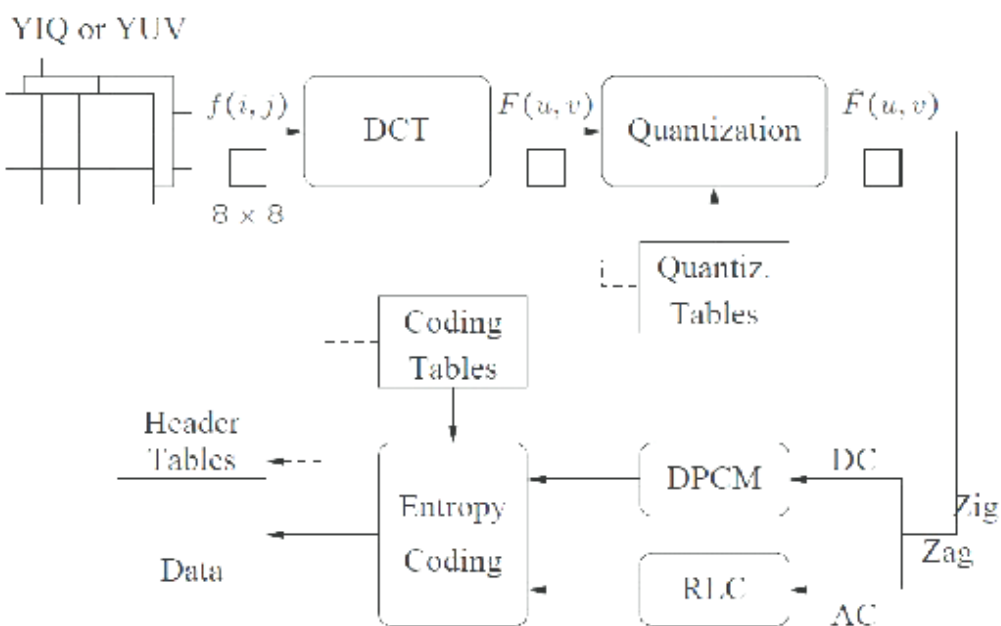 YIQ or YUV
f(i, j)
DCT
F(u, v)
Quantization
F̂(u, v)
8 × 8
Quantiz.
Tables
Coding
Tables
Header
Tables
DPCM
DC
Entropy
Coding
Zig
Zag
Data
RLC
AC